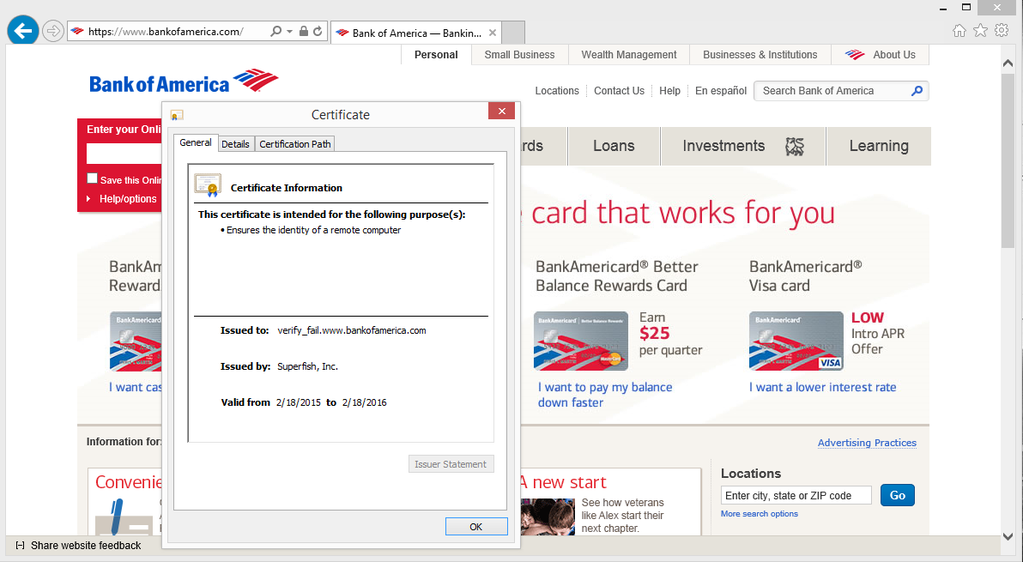 https://www.bankofamerica.com/
Bank of America — Bankin...
Personal
Small Business
Wealth Management
Businesses & Institutions
About Us
Bank of America
Locations
Contact Us
Help
En español
Search Bank of America
Enter your Onli
Save this Onlin
Help/options
rds
Loans
Investments
Learning
card that works for you
BankAm
Reward
I want cas
BankAmericard® Better
Balance Rewards Card
Earn
$25
per quarter
I want to pay my balance
down faster
BankAmericard®
Visa card
LOW
Intro APR
Offer
VISA
I want a lower interest rate
Certificate
General
Details
Certification Path
Certificate Information
This certificate is intended for the following purpose(s):
• Ensures the identity of a remote computer
Issued to: verify_fail.www.bankofamerica.com
Issued by: Superfish, Inc.
Valid from 2/18/2015 to 2/18/2016
Issuer Statement
OK
Information for:
Advertising Practices
Convenie
A new start
See how veterans
like Alex start their
next chapter.
Locations
Enter city, state or ZIP code
Go
More search options
[-] Share website feedback